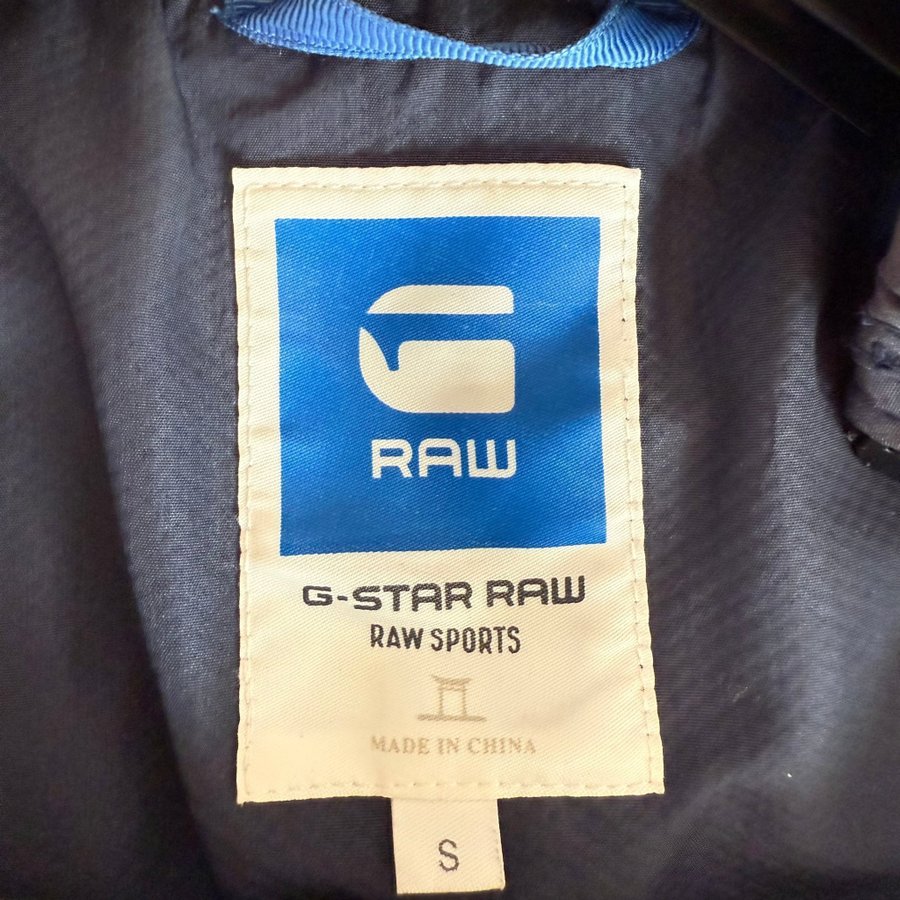 G
RAW
G-STAR RAW
RAW SPORTS
MADE IN CHINA
S